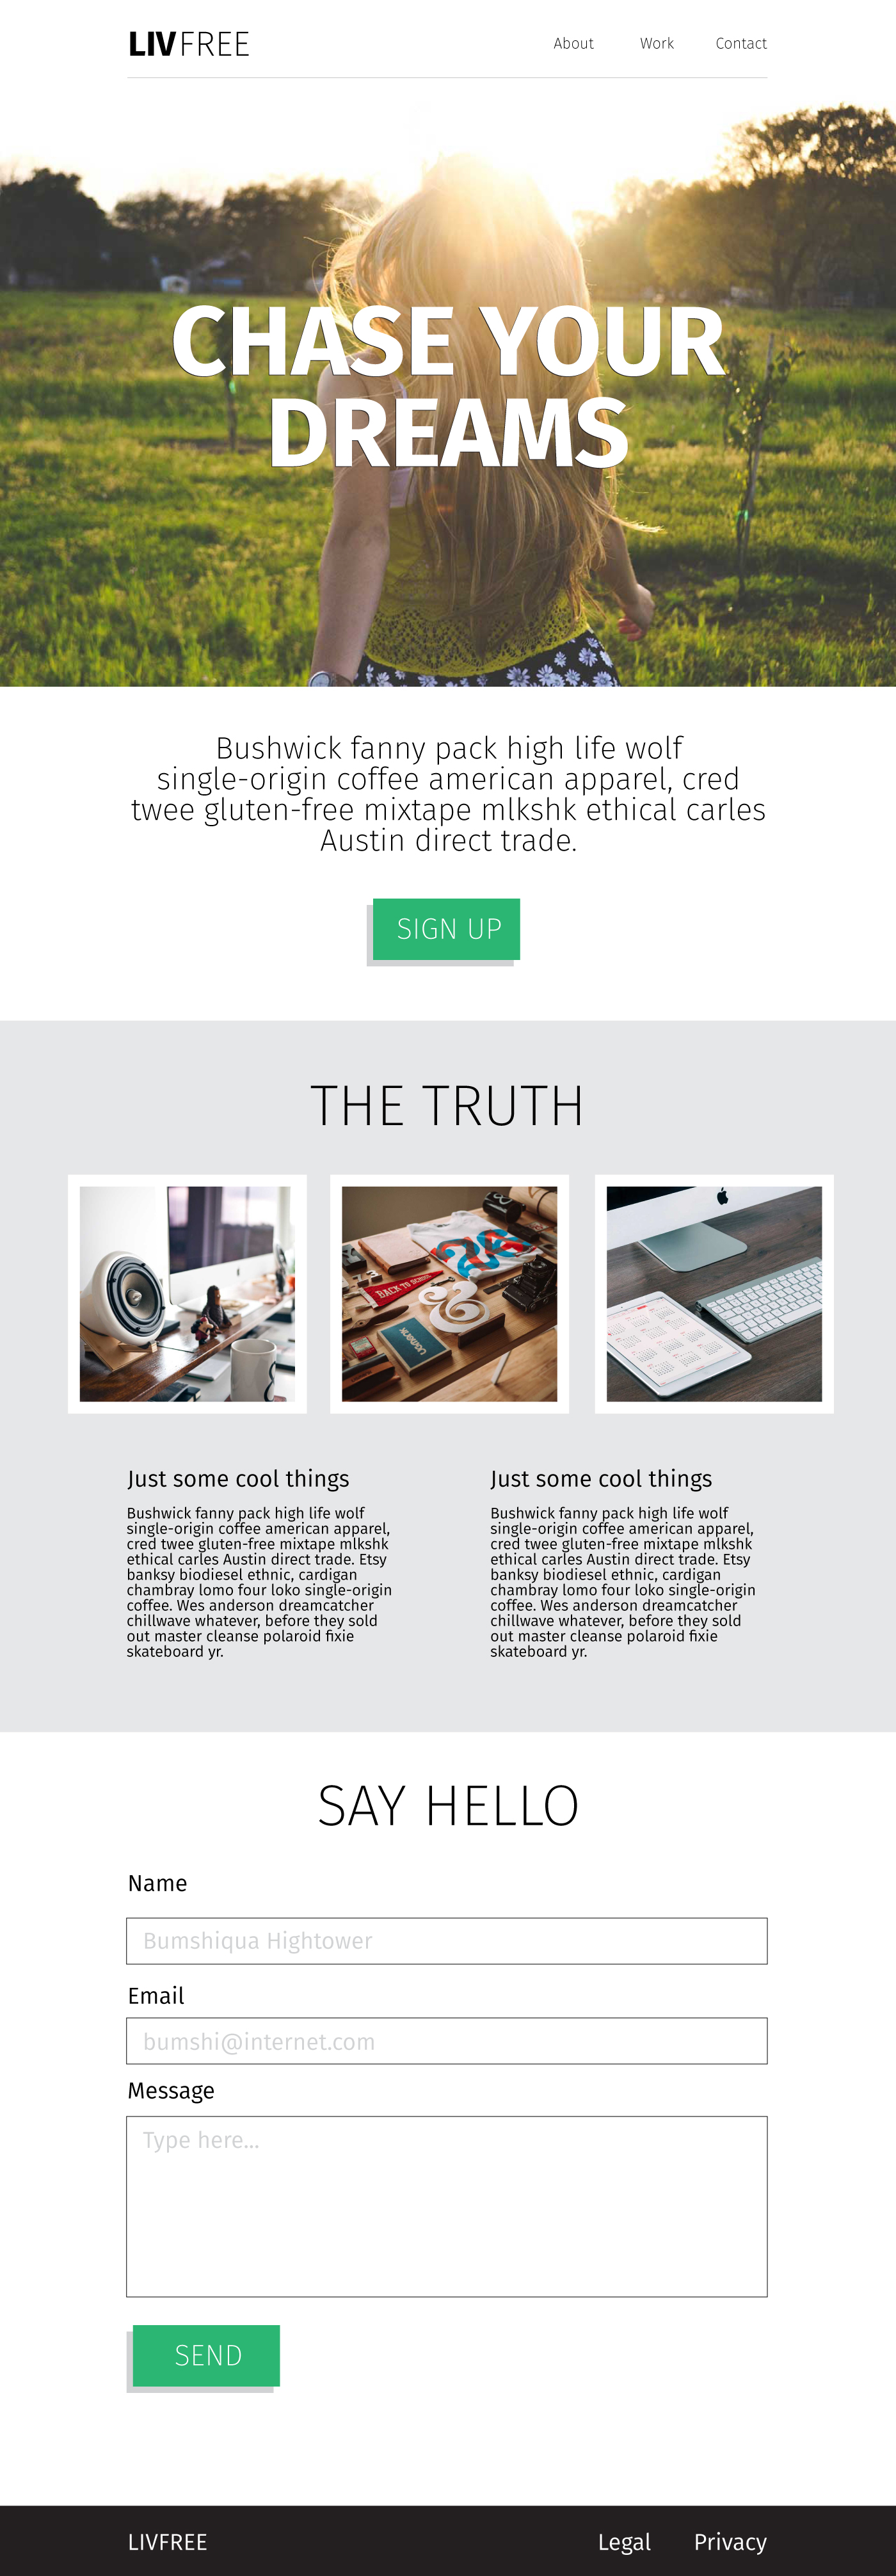 LIVFREE
About Work Contact
CHASE YOUR
DREAMS
Bushwick fanny pack high life wolf
single-origin coffee american apparel, cred
twee gluten-free mixtape mlkshk ethical carles
Austin direct trade.
SIGN UP
THE TRUTH
BACK TO SCHOOL
&
Just some cool things
Bushwick fanny pack high life wolf
single-origin coffee american apparel,
cred twee gluten-free mixtape mlkshk
ethical carles Austin direct trade. Etsy
banksy biodiesel ethnic, cardigan
chambray lomo four loko single-origin
coffee. Wes anderson dreamcatcher
chillwave whatever, before they sold
out master cleanse polaroid fixie
skateboard yr.
Just some cool things
Bushwick fanny pack high life wolf
single-origin coffee american apparel,
cred twee gluten-free mixtape mlkshk
ethical carles Austin direct trade. Etsy
banksy biodiesel ethnic, cardigan
chambray lomo four loko single-origin
coffee. Wes anderson dreamcatcher
chillwave whatever, before they sold
out master cleanse polaroid fixie
skateboard yr.
SAY HELLO
Name
Bumshiqua Hightower
Email
bumshi@internet.com
Message
Type here...
SEND
LIVFREE Legal Privacy